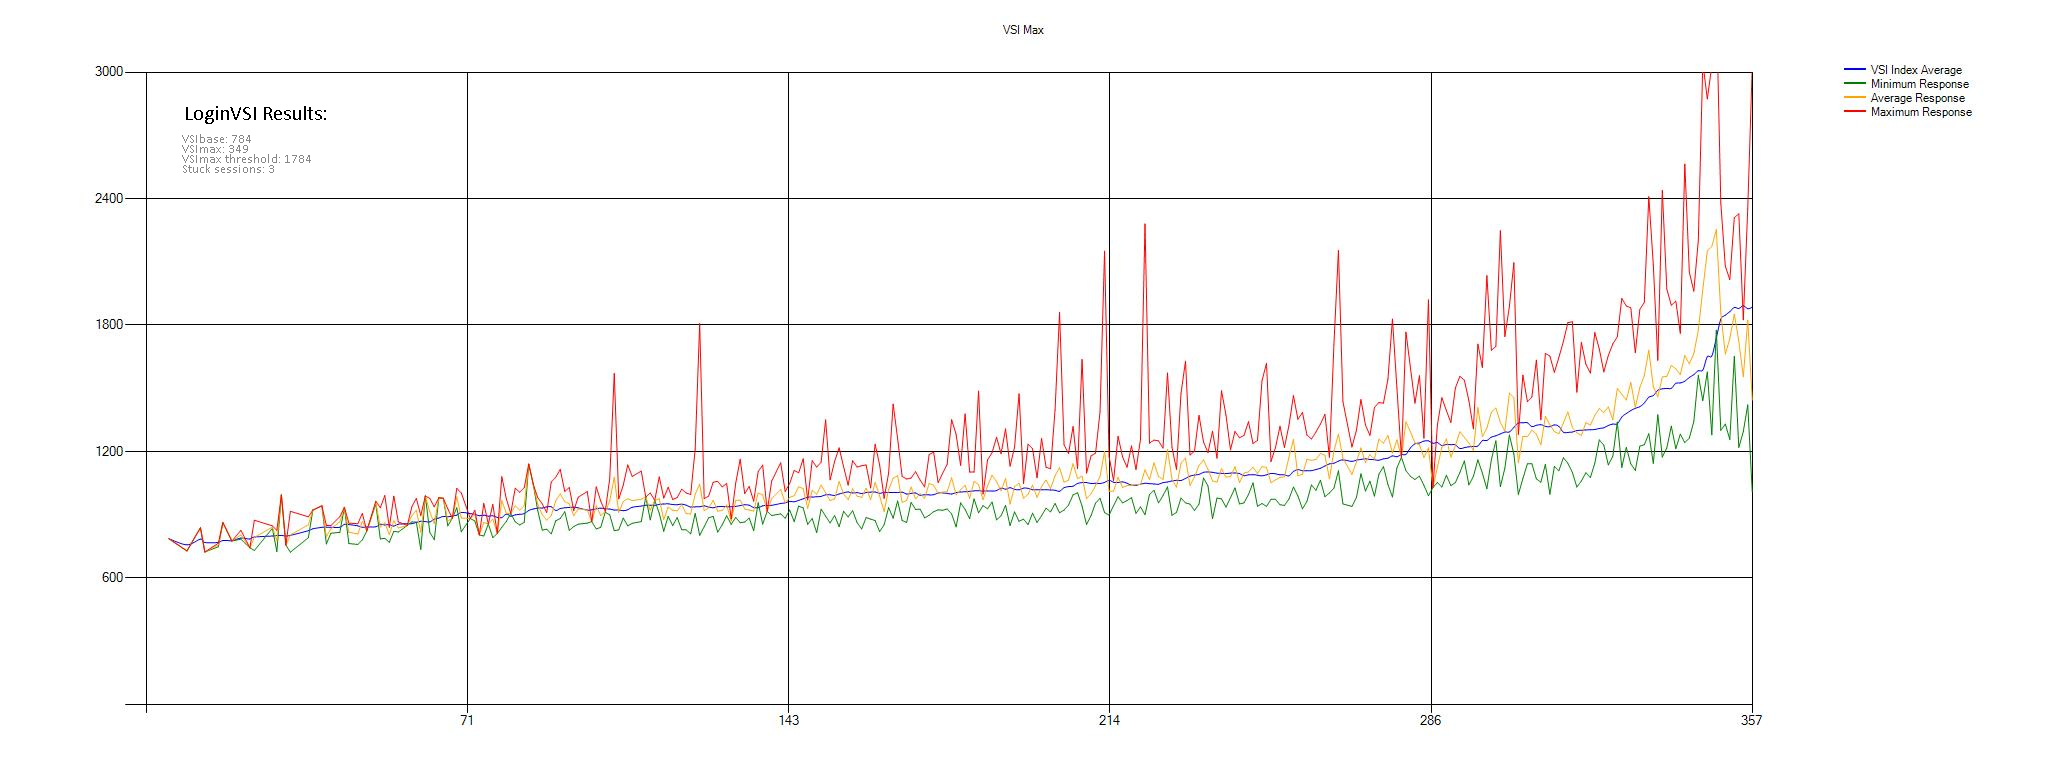 VSI Max
3000
2400
1800
1200
600
71
143
214
286
357
LoginVSI Results:
VSIbase: 784
VSImax: 349
VSImax threshold: 1784
Stuck sessions: 3
VSI Index Average
Minimum Response
Average Response
Maximum Response